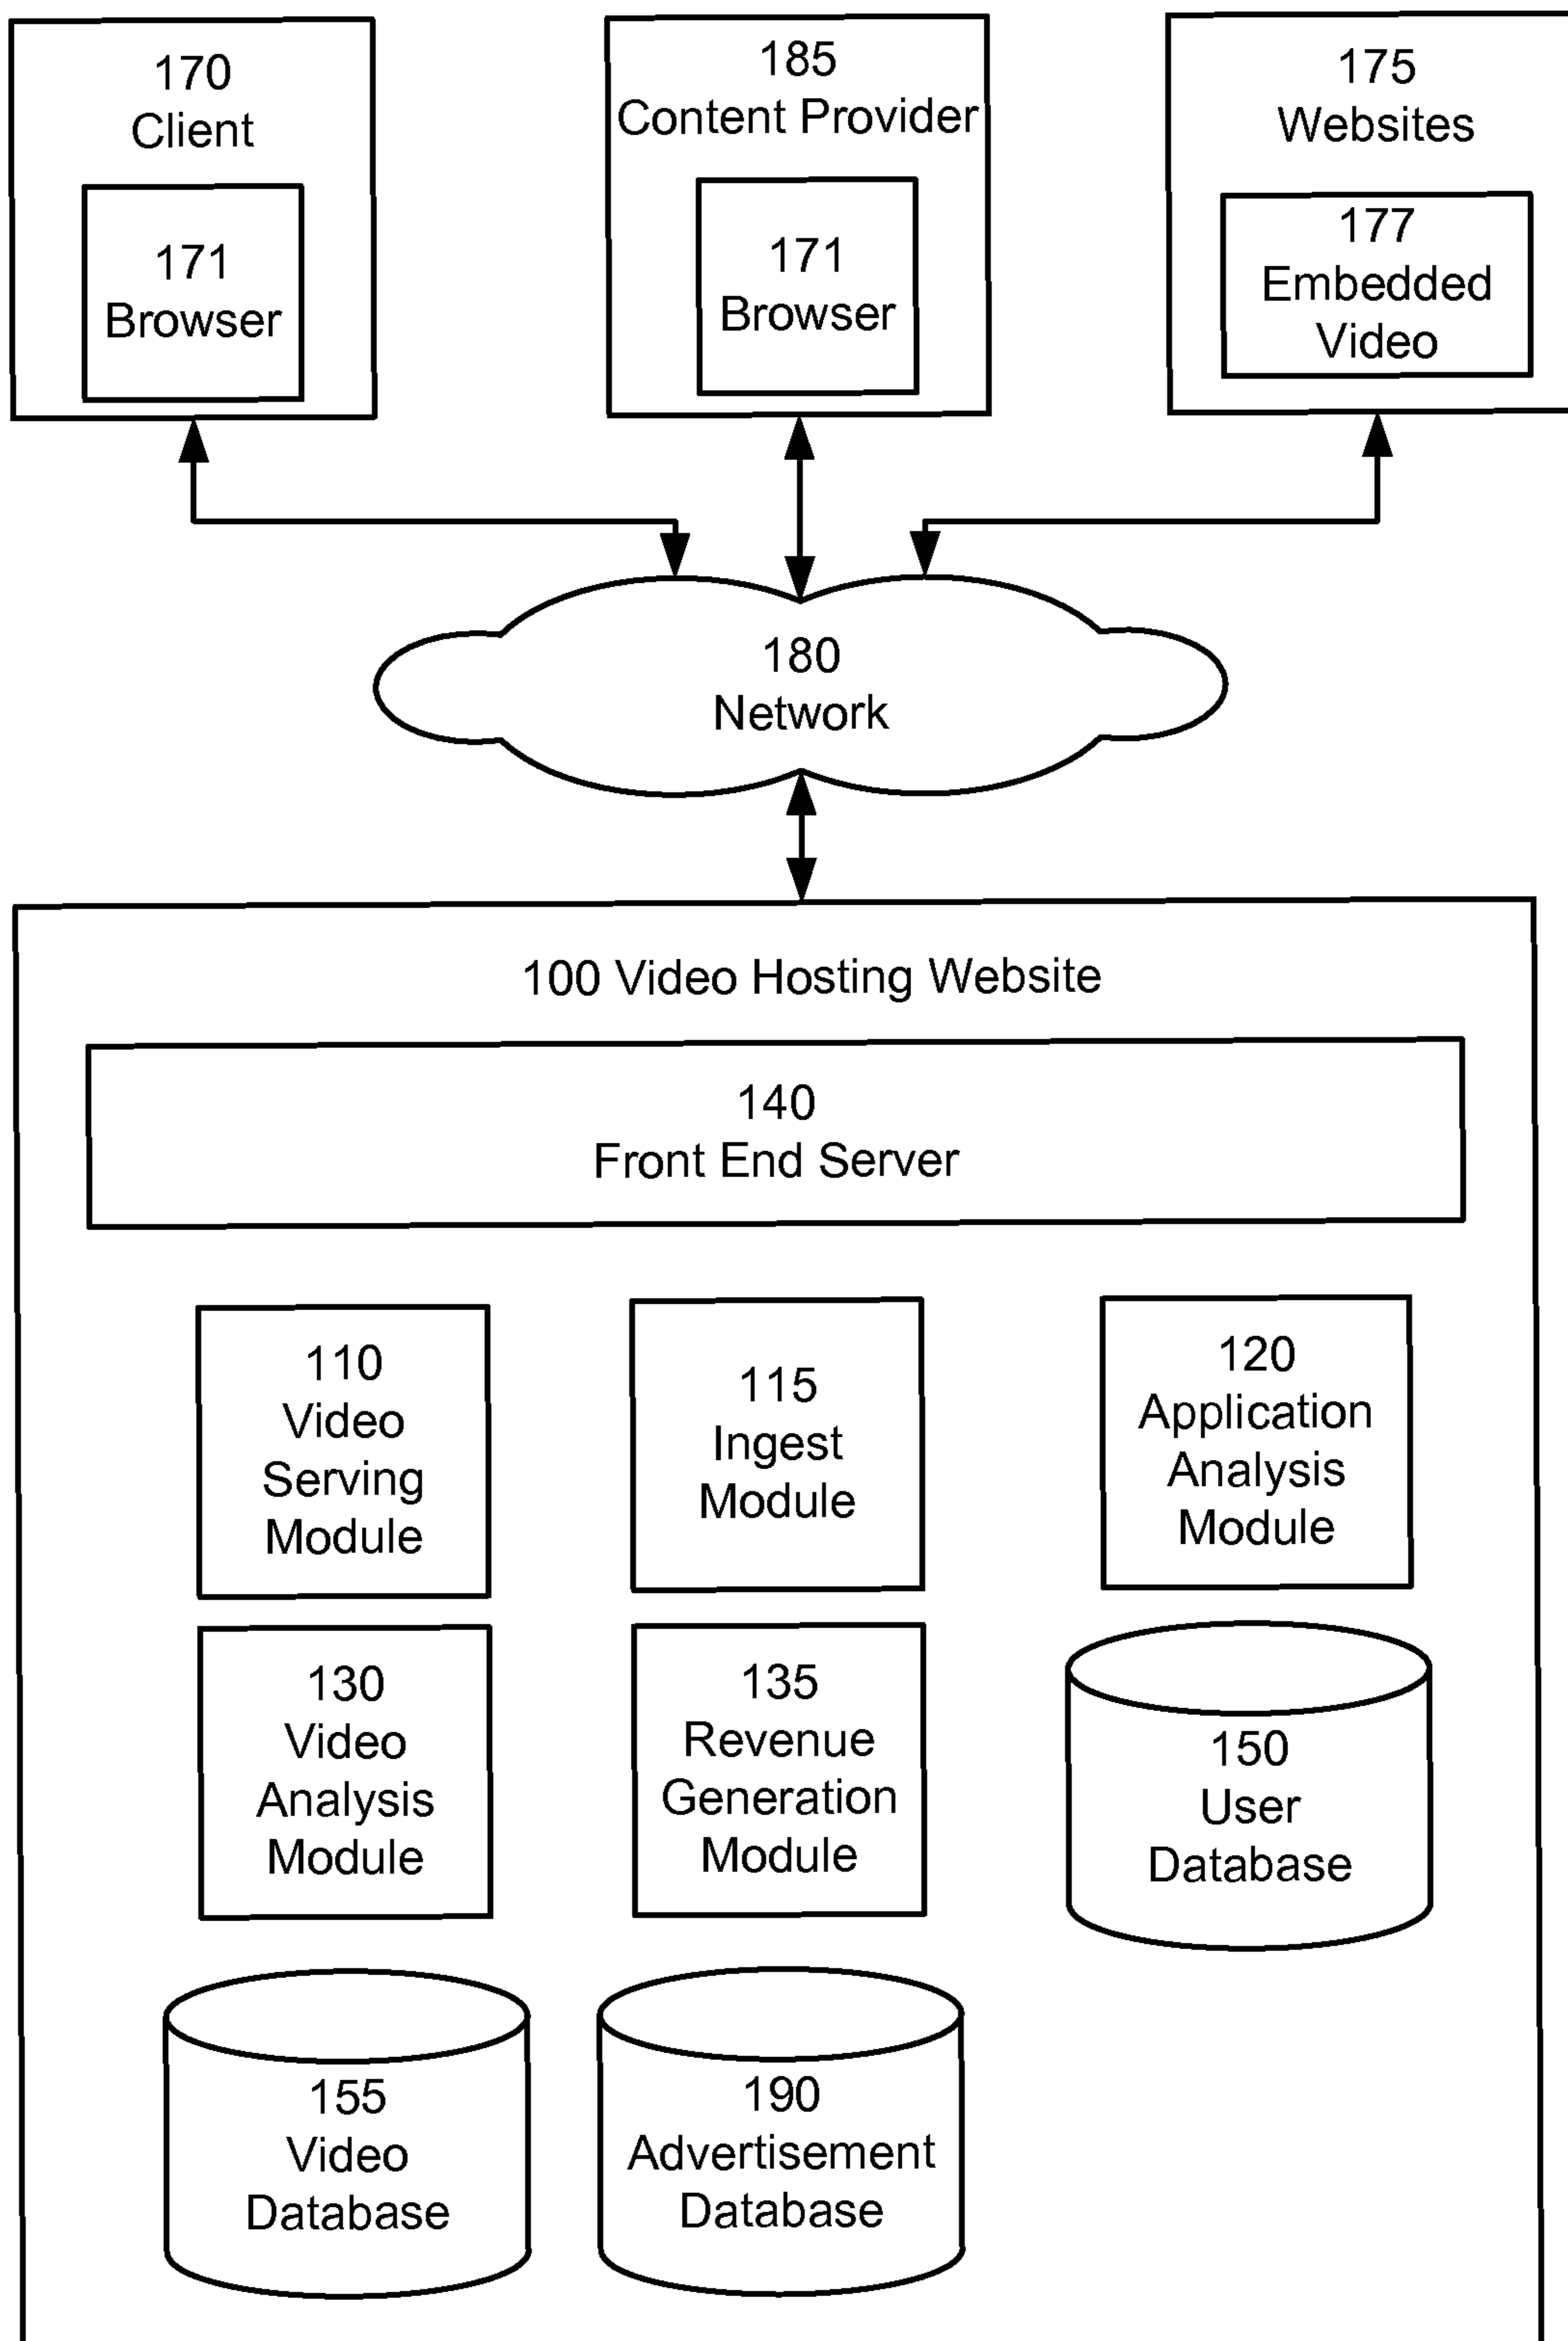 170
Client
171
Browser
185
Content Provider
171
Browser
175
Websites
177
Embedded
Video
180
Network
100 Video Hosting Website
140
Front End Server
110
Video
Serving
Module
115
Ingest
Module
120
Application
Analysis
Module
130
Video
Analysis
Module
135
Revenue
Generation
Module
150
User
Database
155
Video
Database
190
Advertisement
Database